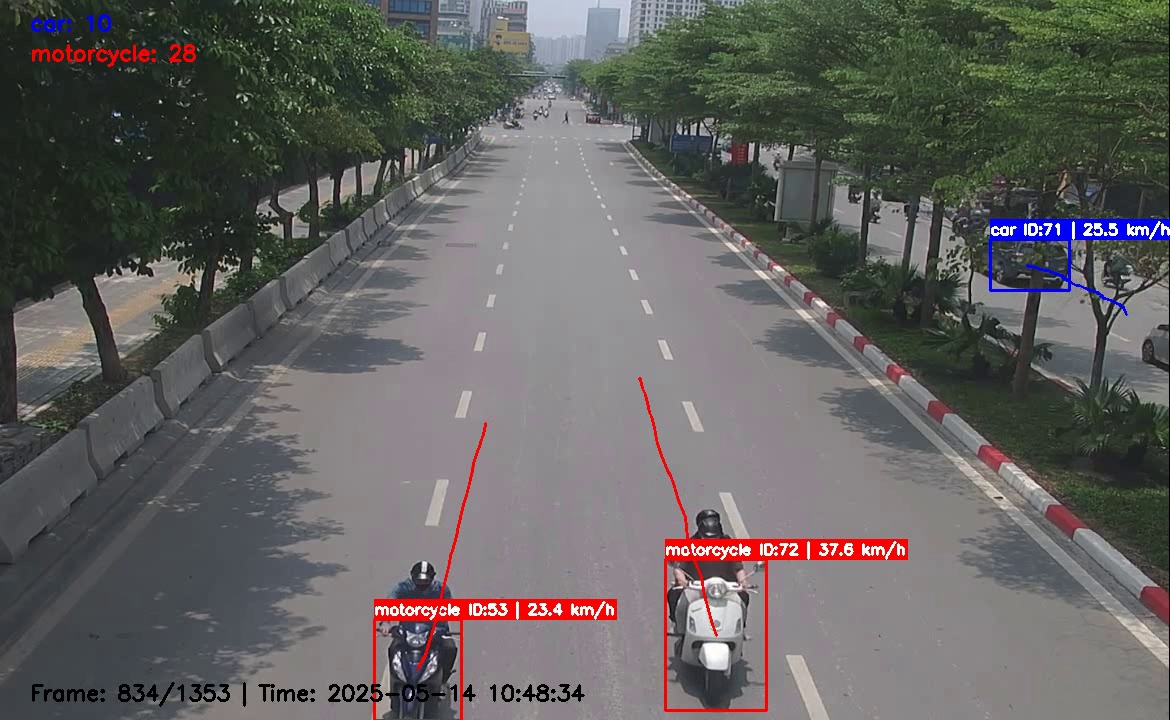 car: 10
motorcycle: 28
car ID:71 | 25.5 km/h
motorcycle ID:72 | 37.6 km/h
motorcycle ID:53 | 23.4 km/h
Frame: 834/1353 | Time: 2025-05-14 10:48:34